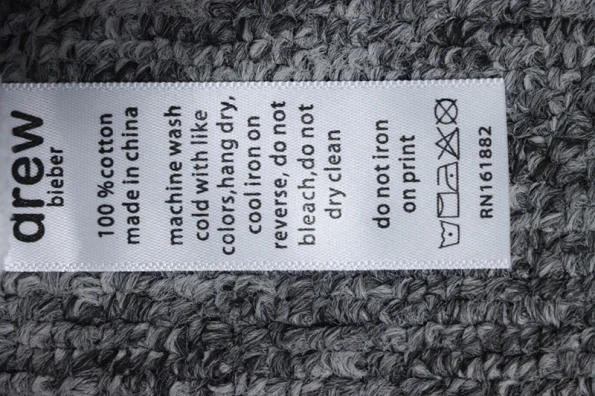 drew
bieber
100 %cotton
made in china
machine wash
cold with like
colors,hang dry,
cool iron on
reverse, do not
bleach,do not
dry clean
do not iron
on print
RN161882